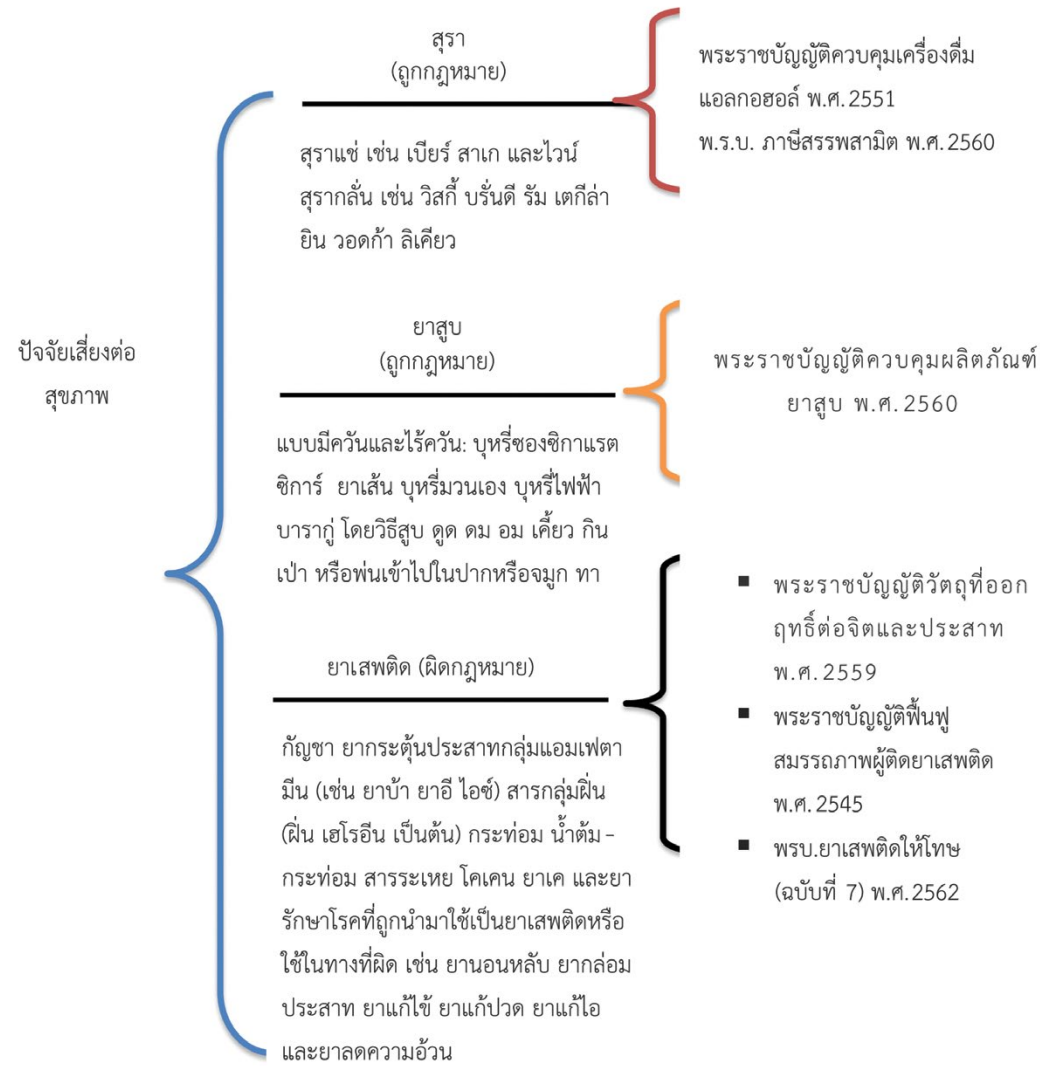 สุรา
(ถูกกฎหมาย)
สุราแช่ เช่น เบียร์ สาเก และไวน์
สุรากลั่น เช่น วิสกี้ บรั่นดี รัม เตกีล่า
ยิน วอดก้า ลิเคียว
พระราชบัญญัติควบคุมเครื่องดื่ม
แอลกอฮอล์ พ.ศ. 2551
พ.ร.บ. ภาษีสรรพสามิต พ.ศ. 2560
ปัจจัยเสี่ยงต่อ
สุขภาพ
ยาสูบ
(ถูกกฎหมาย)
แบบมีควันและไร้ควัน: บุหรี่ซองซิกาแรต
ซิการ์ ยาเส้น บุหรี่มวนเอง บุหรี่ไฟฟ้า
บารากู่ โดยวิธีสูบ ดูด ดม อม เคี้ยว กิน
เป่า หรือพ่นเข้าไปในปากหรือจมูก ทา
พระราชบัญญัติควบคุมผลิตภัณฑ์
ยาสูบ พ.ศ. 2560
ยาเสพติด (ผิดกฎหมาย)
กัญชา ยากระตุ้นประสาทกลุ่มแอมเฟตา
มีน (เช่น ยาบ้า ยาอี ไอซ์) สารกลุ่มฝิ่น
(ฝิ่น เฮโรอีน เป็นต้น) กระท่อม น้ำต้ม -
กระท่อม สารระเหย โคเคน ยาเค และยา
รักษาโรคที่ถูกนำมาใช้เป็นยาเสพติดหรือ
ใช้ในทางที่ผิด เช่น ยานอนหลับ ยากล่อม
ประสาท ยาแก้ไข้ ยาแก้ปวด ยาแก้ไอ
และยาลดความอ้วน
▪ พระราชบัญญัติวัตถุที่ออก
ฤทธิ์ต่อจิตและประสาท
พ.ศ. 2559
▪ พระราชบัญญัติฟื้นฟู
สมรรถภาพผู้ติดยาเสพติด
พ.ศ. 2545
▪ พรบ.ยาเสพติดให้โทษ
(ฉบับที่ 7) พ.ศ. 2562